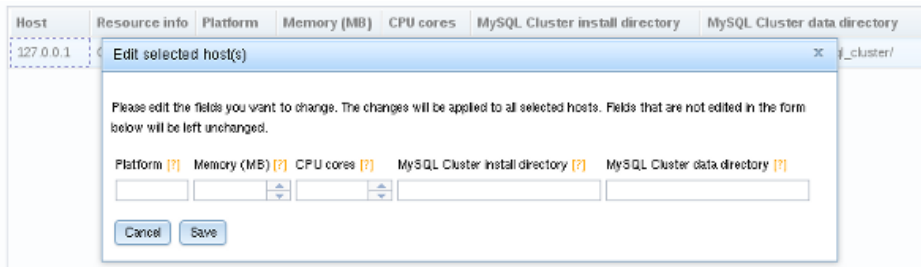 Host Resource info Platform Memory (MB) CPU cores MySQL Cluster install directory MySQL Cluster data directory
127.0.0.1
Edit selected host(s) x
ql_cluster/
Please edit the fields you want to change. The changes will be applied to all selected hosts. Fields that are not edited in the form
below will be left unchanged.
Platform [?] Memory (MB) [?] CPU cores [?] MySQL Cluster install directory [?] MySQL Cluster data directory [?]
Cancel Save